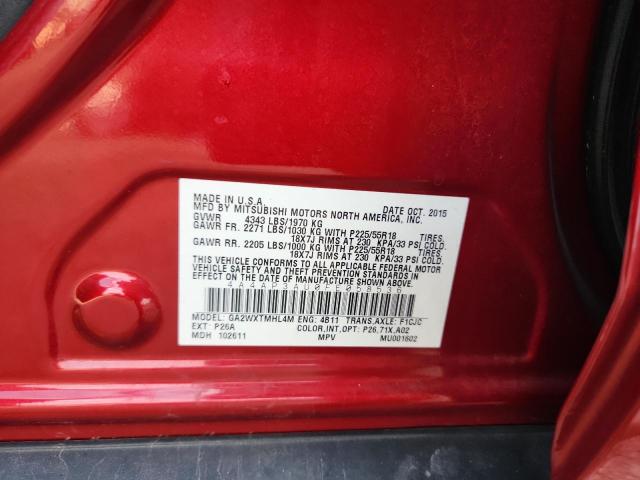 MADE IN U.S.A. DATE OCT. 2015
MFD BY MITSUBISHI MOTORS NORTH AMERICA, INC.
GVWR 4343 LBS/1970 KG
GAWR FR. 2271 LBS/1030 KG WITH P225/55R18 TIRES.
18X7J RIMS AT 230 KPA/33 PSI COLD.
GAWR RR. 2205 LBS/1000 KG WITH P225/55R18 TIRES.
18X7J RIMS AT 230 KPA/33 PSI COLD.
THIS VEHICLE CONFORMS TO ALL APPLICABLE FEDERAL MOTOR
VEHICLE SAFETY STANDARDS IN EFFECT ON THE DATE OF
MANUFACTURE SHOWN ABOVE.
4A4AP3AU0FE058536
MODEL: GA2WXTMHL4M ENG: 4B11 TRANS,AXLE: F1CJC
EXT: P26A COLOR,INT,OPT: P26,71X,A02
MDH 102611 MPV MU001602